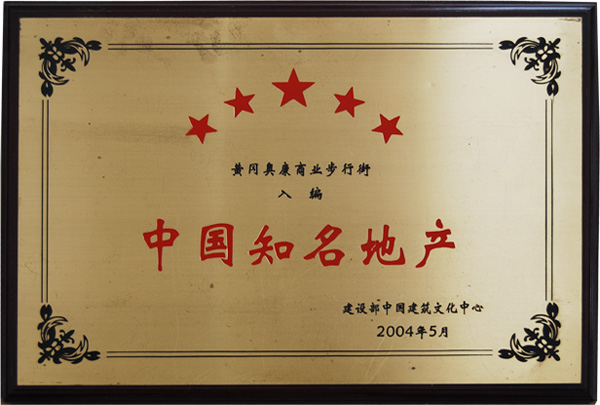 黄冈奥康商业步行街
入编
中国知名地产
建设部中国建筑文化中心
2004年5月